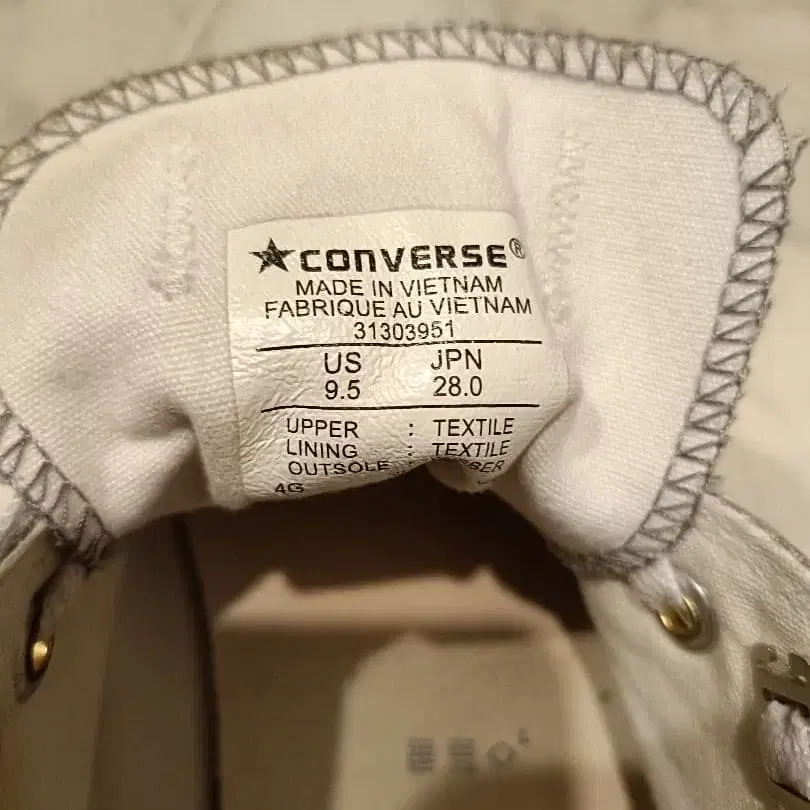 CONVERSE®
MADE IN VIETNAM
FABRIQUE AU VIETNAM
31303951
US JPN
9.5 28.0
UPPER : TEXTILE
LINING : TEXTILE
OUTSOLE :
4G